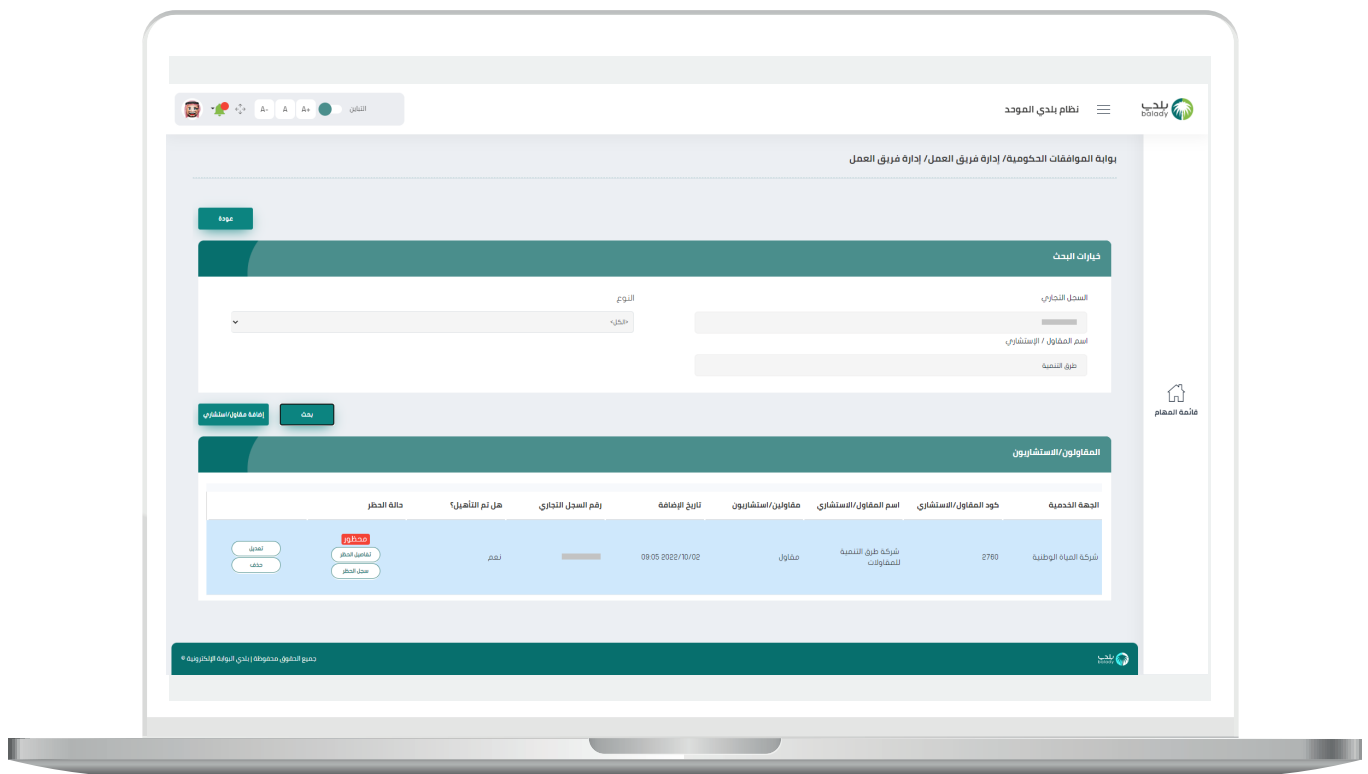 بلدي
balady
نظام بلدي الموحد
التباين
A+
A
A-
بوابة الموافقات الحكومية/ إدارة فريق العمل/ إدارة فريق العمل
عودة
خيارات البحث
السجل التجاري
النوع
<الكل>
اسم المقاول / الإستشاري
طرق التنمية
بحث
إضافة مقاول/استشاري
قائمة المهام
المقاولون/الاستشاريون
الجهة الخدمية
كود المقاول/الاستشاري
اسم المقاول/الاستشاري
مقاولين/استشاريون
تاريخ الإضافة
رقم السجل التجاري
هل تم التأهيل؟
حالة الحظر
شركة المياة الوطنية
2760
شركة طرق التنمية
للمقاولات
مقاول
09:05 2022/10/02
نعم
محظور
تفاصيل الحظر
سجل الحظر
تعديل
حذف
بلدي
balady
جميع الحقوق محفوظة | بلدي البوابة الإلكترونية ©